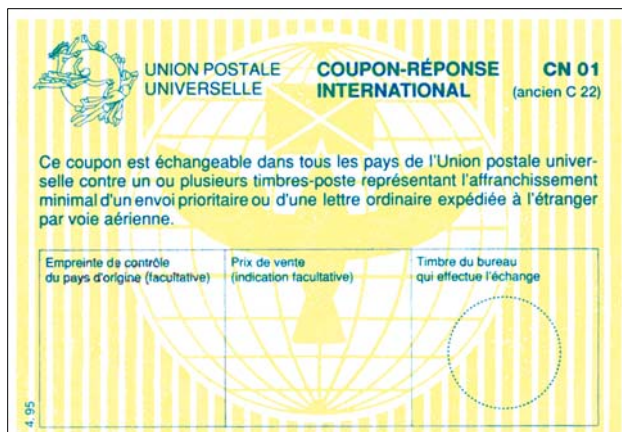 UNION POSTALE
UNIVERSELLE
COUPON-RÉPONSE
INTERNATIONAL
CN 01
(ancien C 22)
Ce coupon est échangeable dans tous les pays de l'Union postale univer-
selle contre un ou plusieurs timbres-poste représentant l'affranchissement
minimal d'un envoi prioritaire ou d'une lettre ordinaire expédiée à l'étranger
par voie aérienne.
Empreinte de contrôle
du pays d'origine (facultative)
Prix de vente
(indication facultative)
Timbre du bureau
qui effectue l'échange
4.95